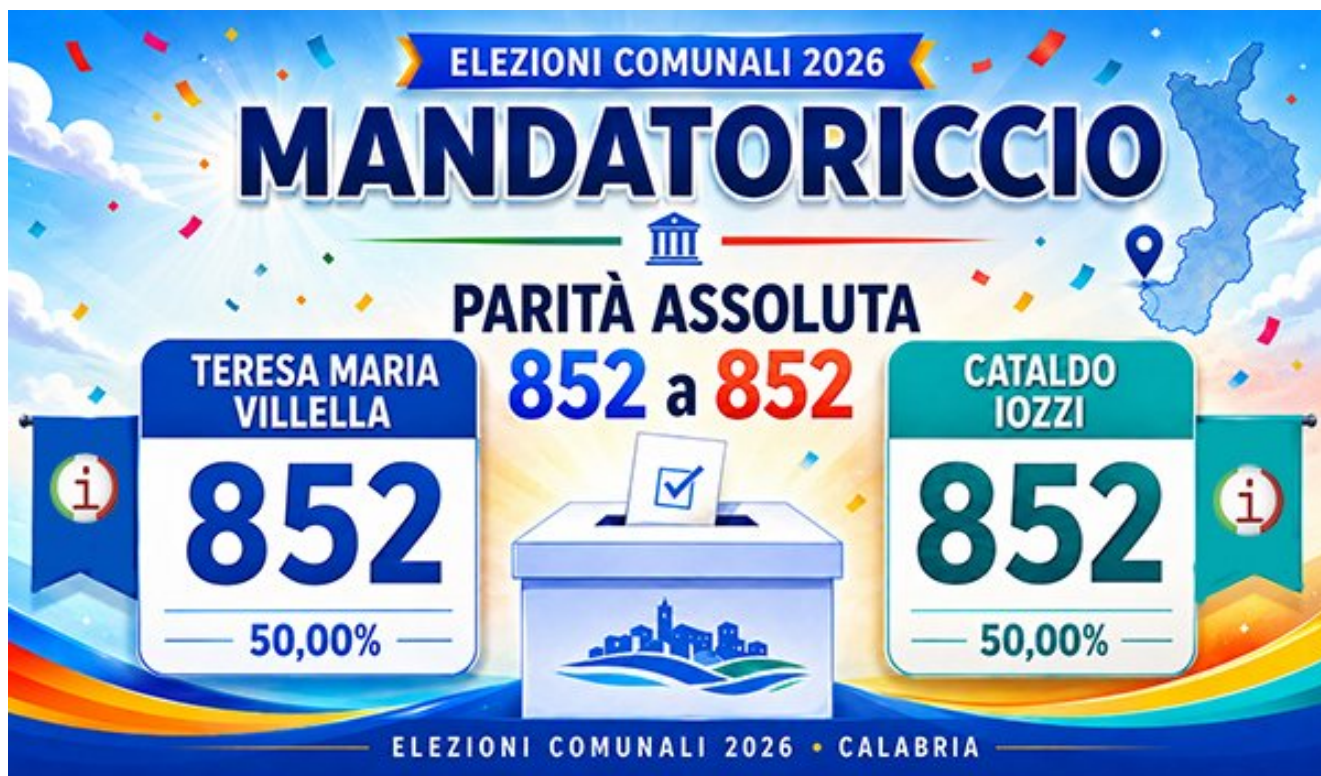 ELEZIONI COMUNALI 2026
MANDATORICCIO
PARITÀ ASSOLUTA
852 a 852
TERESA MARIA
VILLELLA
852
50,00%
i
CATALDO
IOZZI
852
50,00%
i
ELEZIONI COMUNALI 2026 • CALABRIA